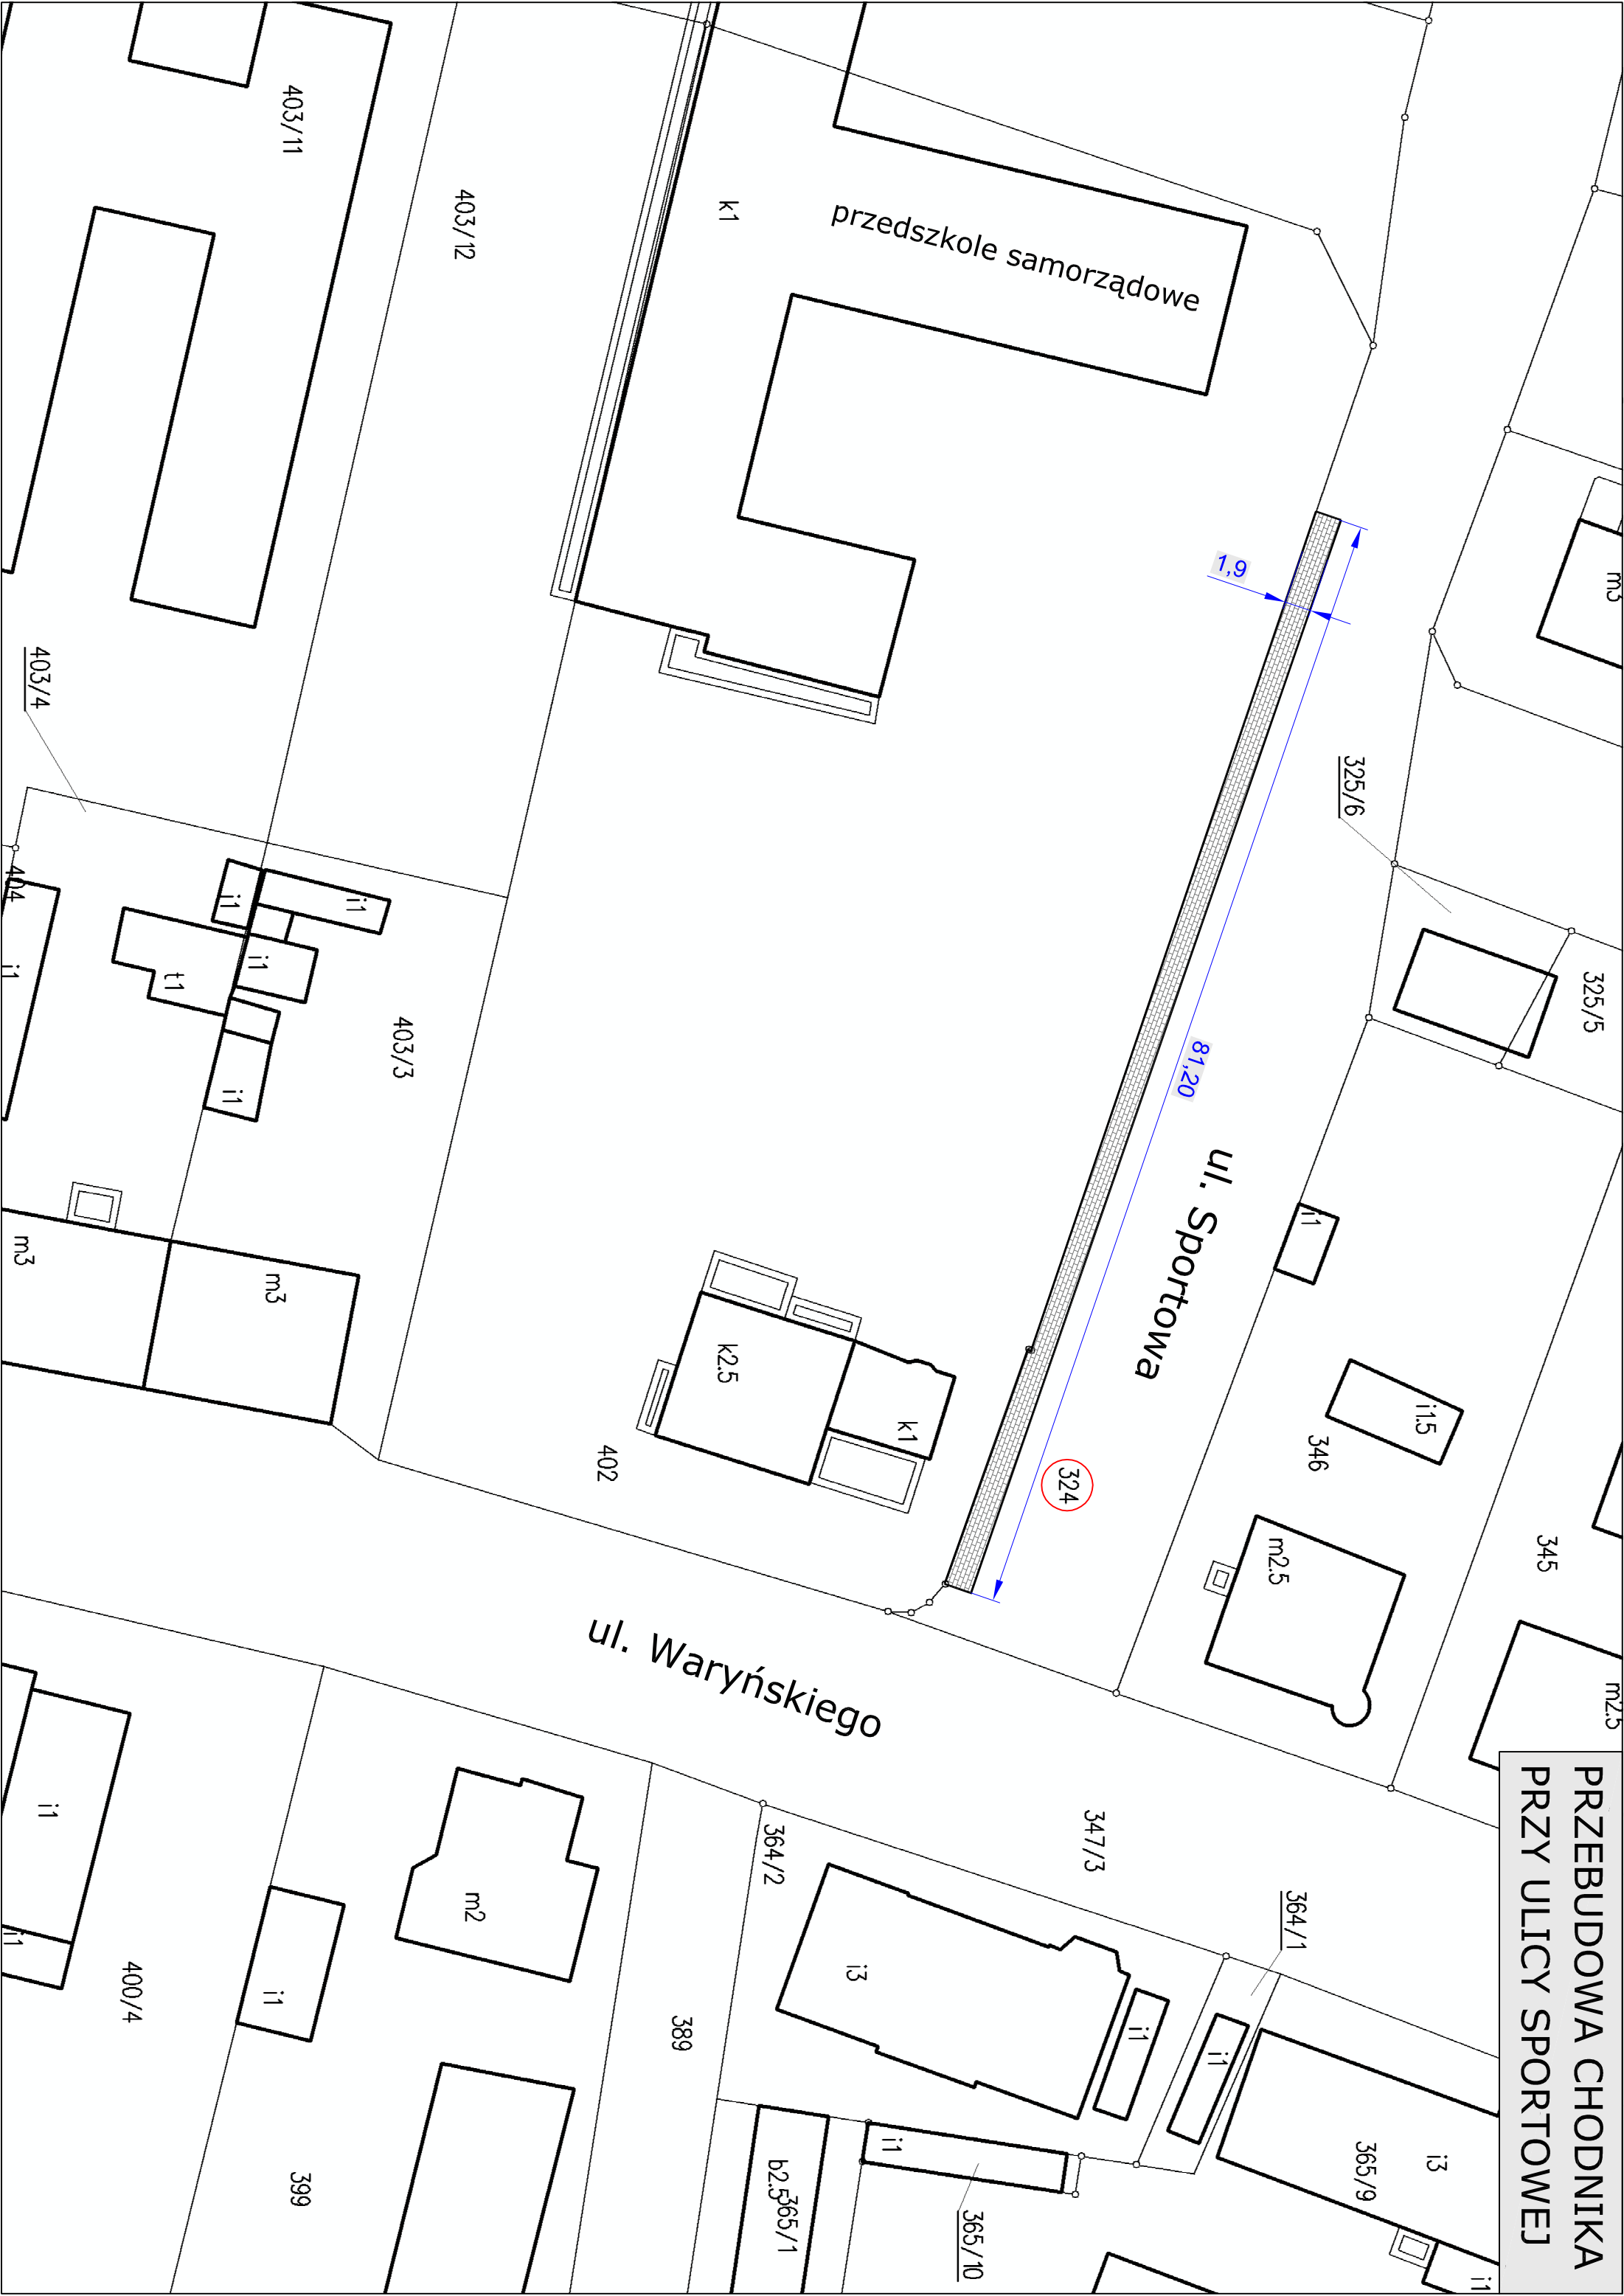 PRZEBUDOWA CHODNIKA
PRZY ULICY SPORTOWEJ
m3
325/5
325/6
345
m2.5
i1
i1.5
346
m2.5
1,9
81,20
ul. Sportowa
324
przedszkole samorządowe
k1
k2.5
k1
402
ul. Waryńskiego
347/3
364/1
364/2
i3
i1
i1
i3
365/9
i1
i1
365/10
b2.5
365/1
389
403/12
403/11
403/4
404
i1
i1
i1
i1
t1
i1
403/3
m3
m3
m2
i1
399
i1
i1
400/4